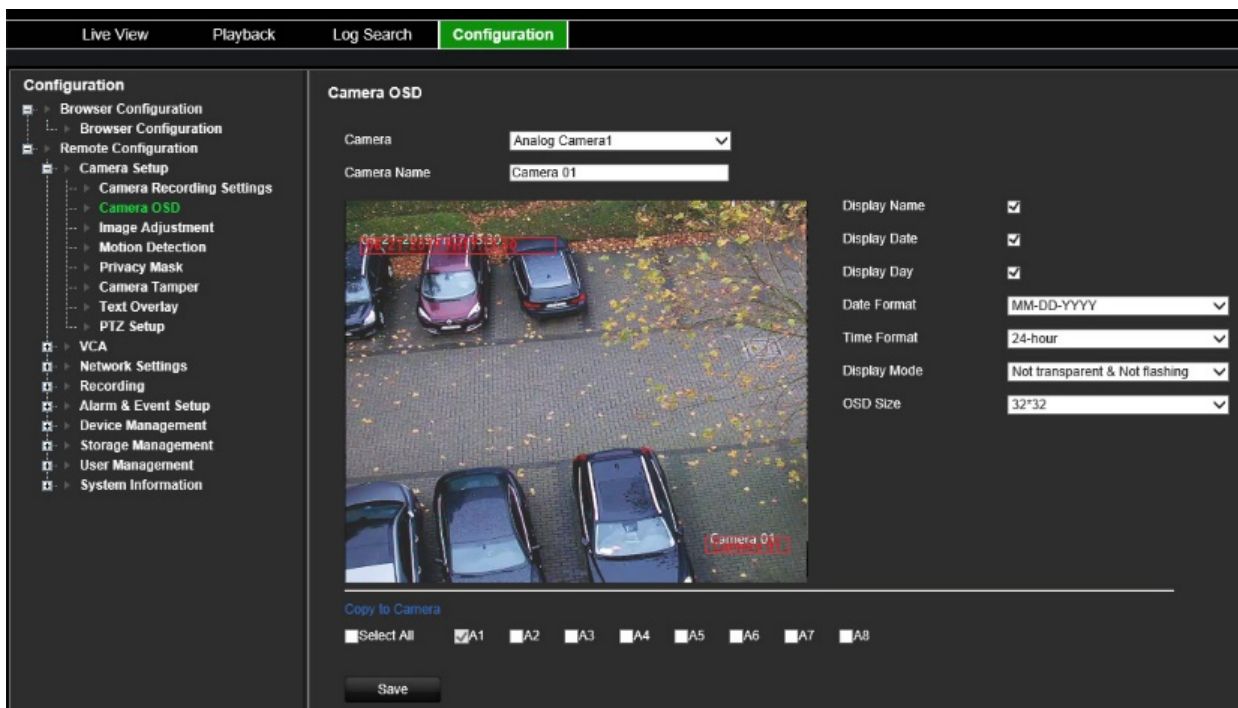 Live View Playback Log Search Configuration
Configuration
Browser Configuration
Browser Configuration
Remote Configuration
Camera Setup
Camera Recording Settings
Camera OSD
Image Adjustment
Motion Detection
Privacy Mask
Camera Tamper
Text Overlay
PTZ Setup
VCA
Network Settings
Recording
Alarm & Event Setup
Device Management
Storage Management
User Management
System Information
Camera OSD
Camera Analog Camera1
Camera Name Camera 01
Camera 01
Display Name
Display Date
Display Day
Date Format MM-DD-YYYY
Time Format 24-hour
Display Mode Not transparent & Not flashing
OSD Size 32*32
Copy to Camera
Select All A1 A2 A3 A4 A5 A6 A7 A8
Save